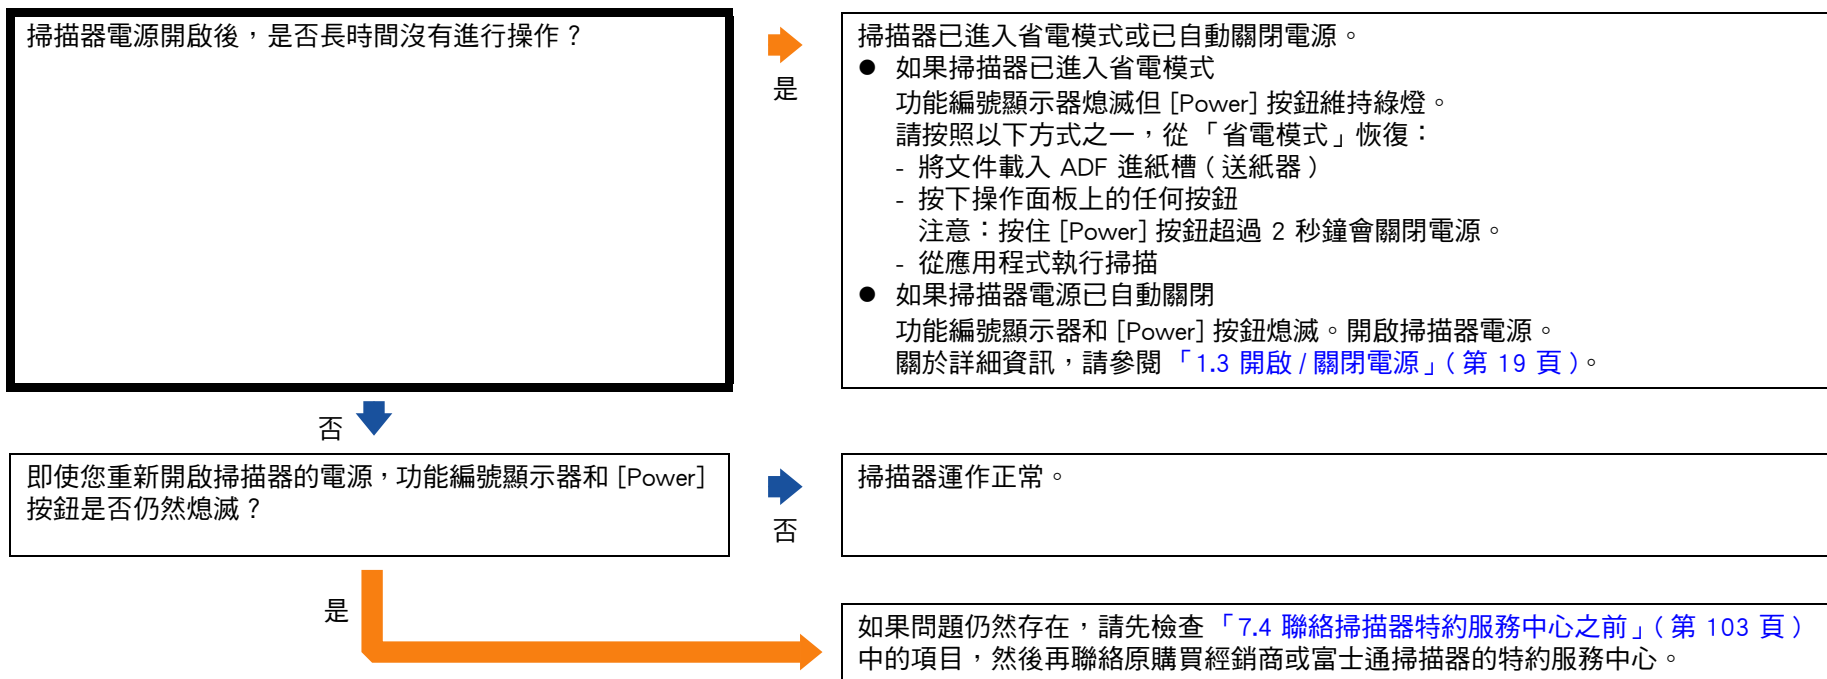 掃描器電源開啟後，是否長時間沒有進行操作？
是
掃描器已進入省電模式或已自動關閉電源。
● 如果掃描器已進入省電模式
功能編號顯示器熄滅但 [Power] 按鈕維持綠燈。
請按照以下方式之一，從「省電模式」恢復：
- 將文件載入 ADF 進紙槽 ( 送紙器 )
- 按下操作面板上的任何按鈕
注意：按住 [Power] 按鈕超過 2 秒鐘會關閉電源。
- 從應用程式執行掃描
● 如果掃描器電源已自動關閉
功能編號顯示器和 [Power] 按鈕熄滅。開啟掃描器電源。
關於詳細資訊，請參閱「1.3 開啟 / 關閉電源」( 第 19 頁 )。
否
即使您重新開啟掃描器的電源，功能編號顯示器和 [Power]
按鈕是否仍然熄滅？
否
掃描器運作正常。
是
如果問題仍然存在，請先檢查「7.4 聯絡掃描器特約服務中心之前」( 第 103 頁 )
中的項目，然後再聯絡原購買經銷商或富士通掃描器的特約服務中心。